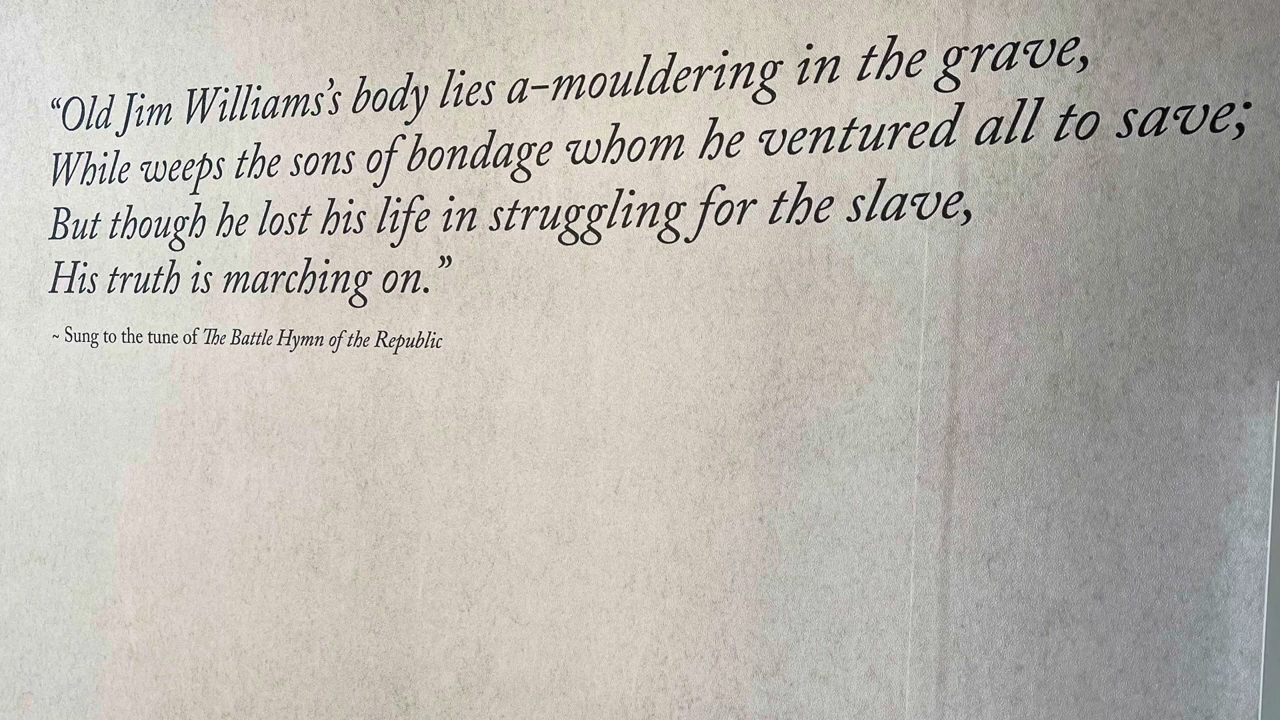 “Old Jim Williams’s body lies a-mouldering in the grave,
While weeps the sons of bondage whom he ventured all to save;
But though he lost his life in struggling for the slave,
His truth is marching on.”
~ Sung to the tune of The Battle Hymn of the Republic